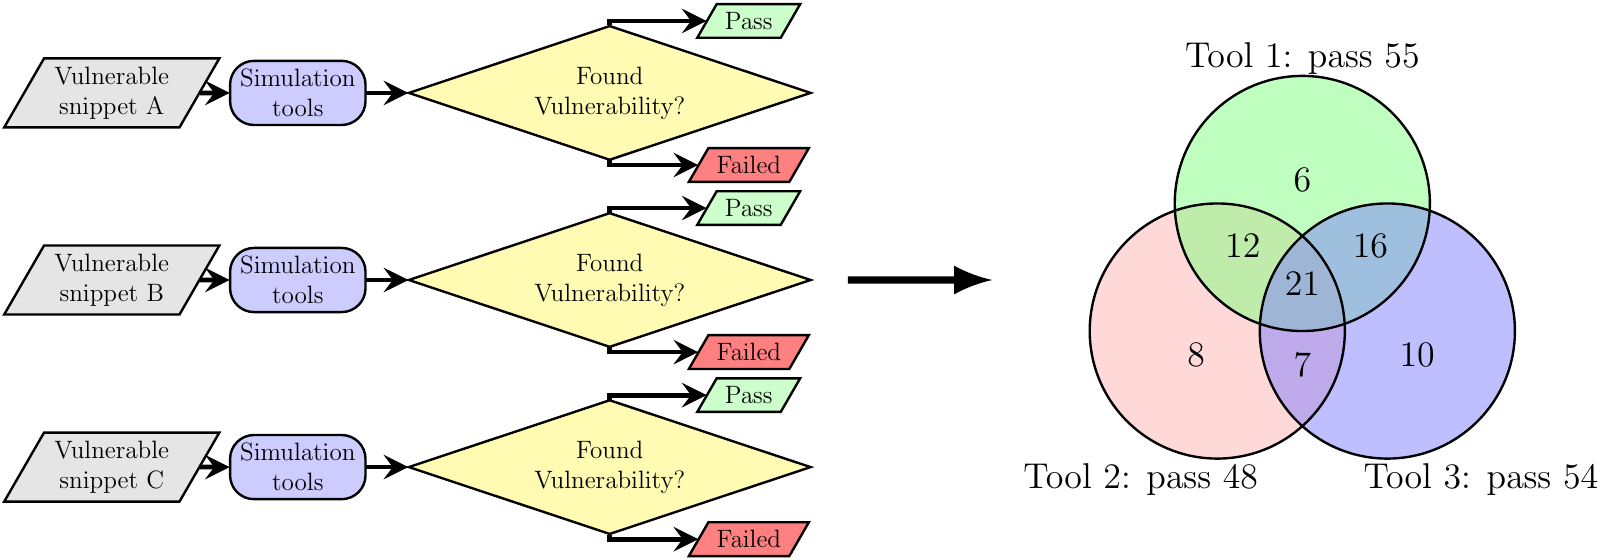 Pass
Vulnerable
snippet A
Simulation
tools
Found
Vulnerability?
Failed
Pass
Vulnerable
snippet B
Simulation
tools
Found
Vulnerability?
Failed
Pass
Vulnerable
snippet C
Simulation
tools
Found
Vulnerability?
Failed
Tool 1: pass 55
6
12
16
21
8
7
10
Tool 2: pass 48
Tool 3: pass 54